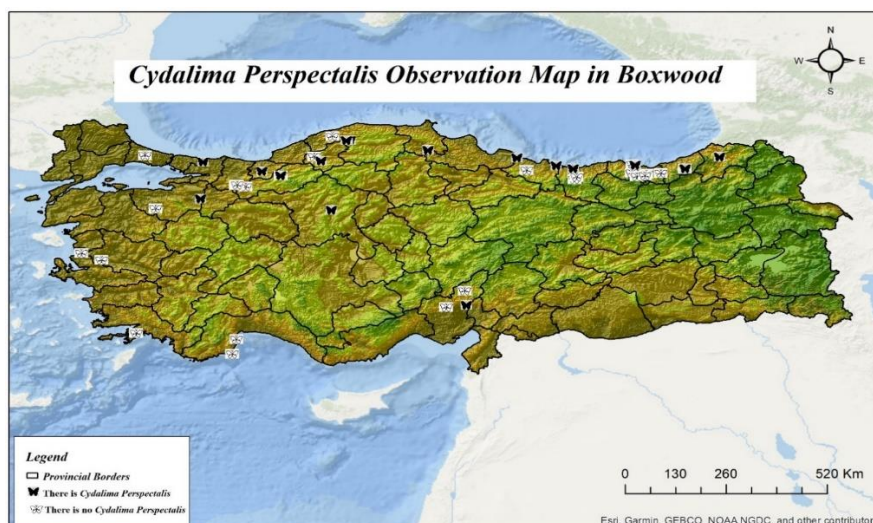 Cydalima Perspectalis Observation Map in Boxwood
N
W E
S
Legend
Provincial Borders
There is Cydalima Perspectalis
There is no Cydalima Perspectalis
0 130 260 520 Km
Esri, Garmin, GEBCO, NOAA NGDC, and other contributor